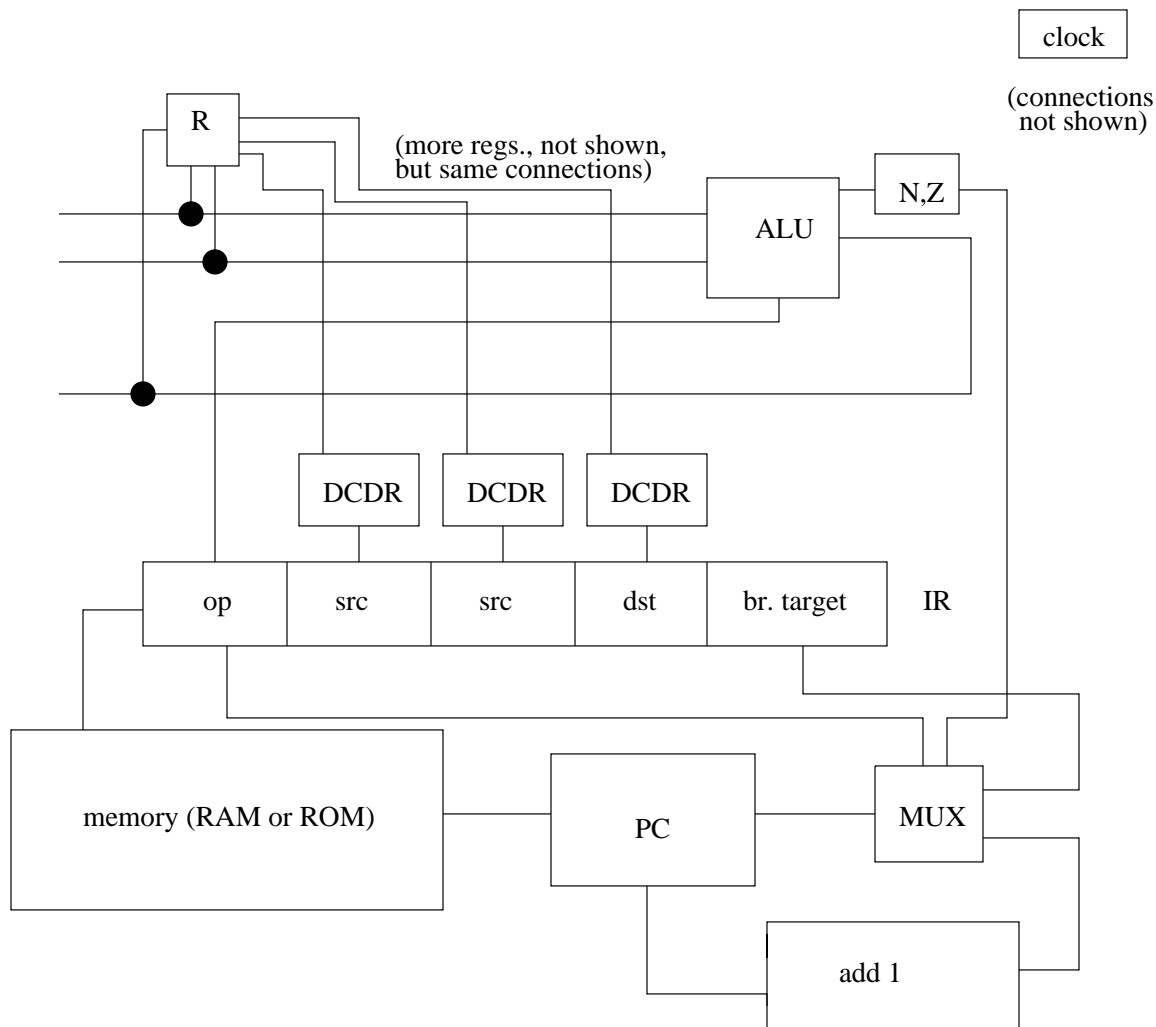 clock
(connections
not shown)
R
(more regs., not shown,
but same connections)
N,Z
ALU
DCDR
DCDR
DCDR
op
src
src
dst
br. target
IR
memory (RAM or ROM)
PC
MUX
add 1